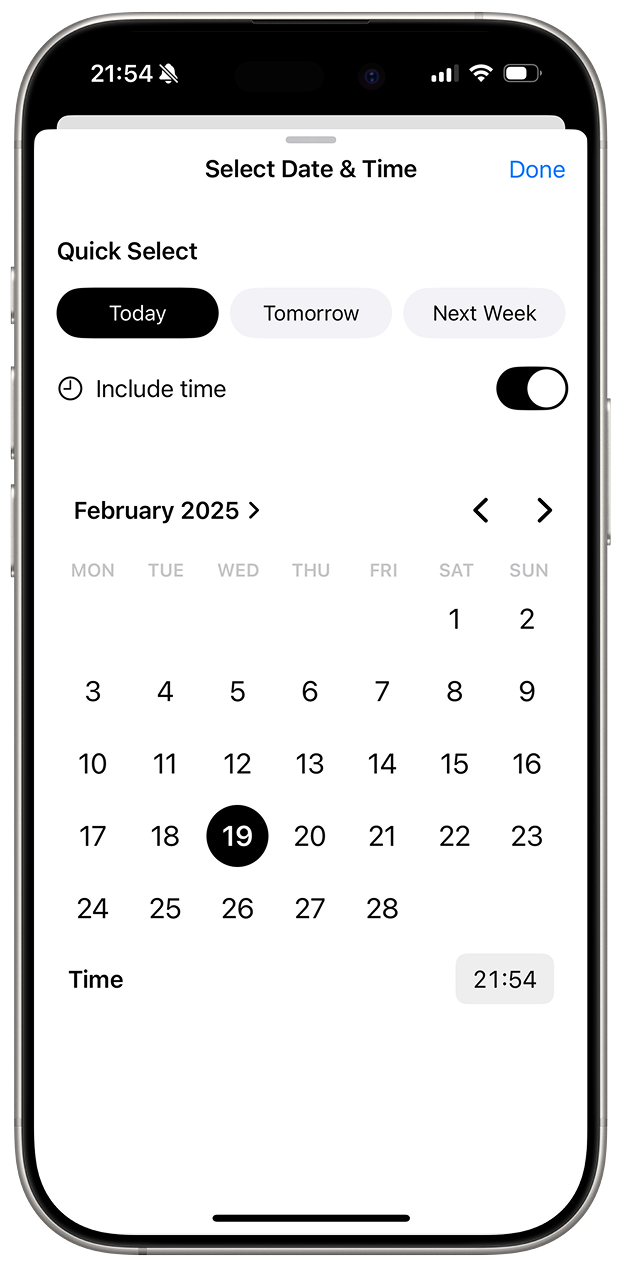 21:54
Select Date & Time Done
Quick Select
Today Tomorrow Next Week
Include time
February 2025
MON TUE WED THU FRI SAT SUN
1 2
3 4 5 6 7 8 9
10 11 12 13 14 15 16
17 18 19 20 21 22 23
24 25 26 27 28
Time 21:54